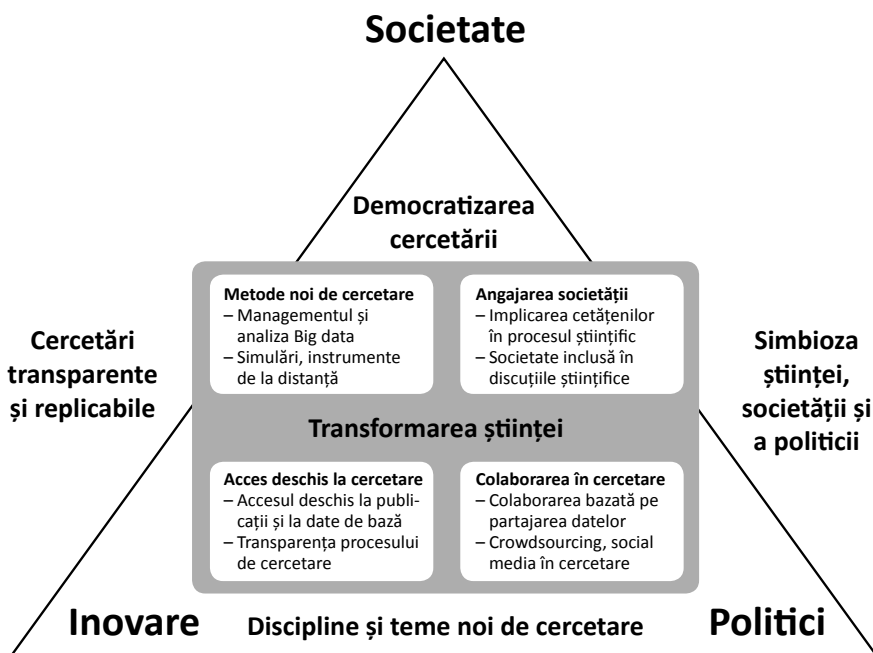 Societate
Democratizarea
cercetării
Metode noi de cercetare
– Managementul și
analiza Big data
– Simulări, instrumente
de la distanță
Angajarea societății
– Implicarea cetățenilor
în procesul științific
– Societate inclusă în
discuțiile științifice
Cercetări
transparente
și replicabile
Simbioza
științei,
societății și
a politicii
Transformarea științei
Acces deschis la cercetare
– Accesul deschis la publi-
cații și la date de bază
– Transparența procesului
de cercetare
Colaborarea în cercetare
– Colaborarea bazată pe
partajarea datelor
– Crowdsourcing, social
media în cercetare
Inovare
Discipline și teme noi de cercetare
Politici